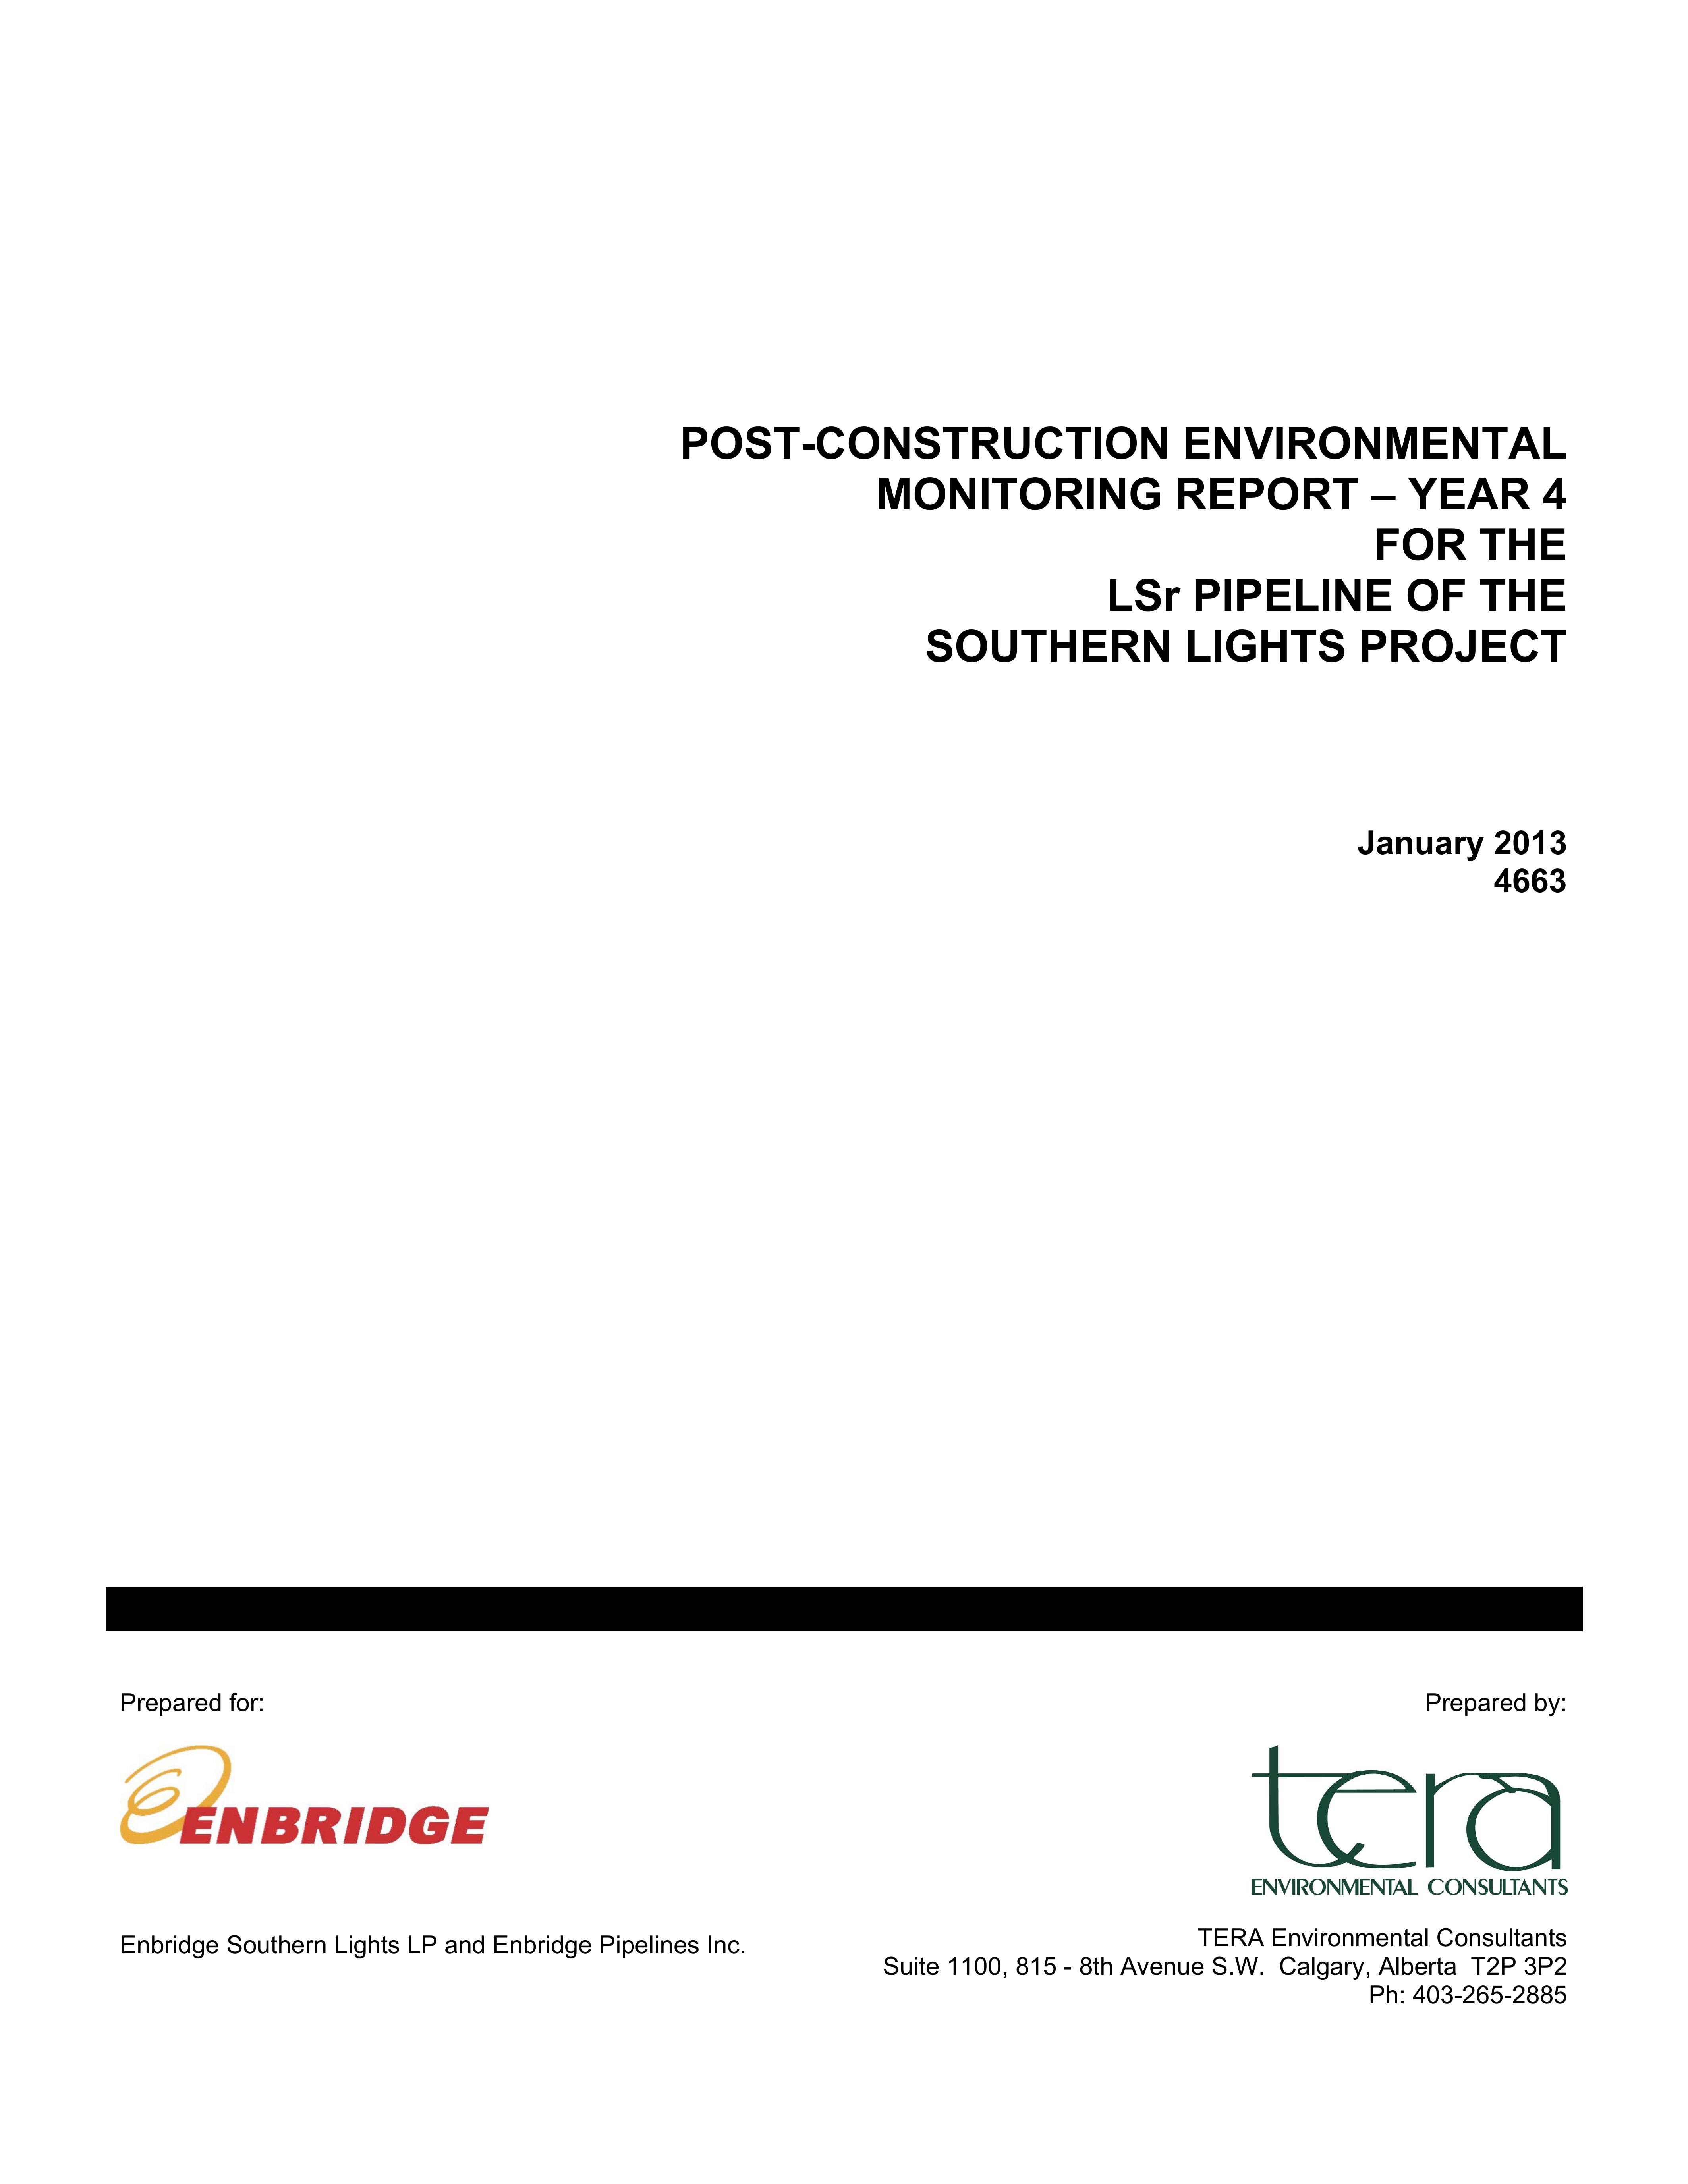 POST-CONSTRUCTION ENVIRONMENTAL
MONITORING REPORT – YEAR 4
FOR THE
LSr PIPELINE OF THE
SOUTHERN LIGHTS PROJECT
January 2013
4663
Prepared for:
ENBRIDGE
Enbridge Southern Lights LP and Enbridge Pipelines Inc.
Prepared by:
tera
ENVIRONMENTAL CONSULTANTS
TERA Environmental Consultants
Suite 1100, 815 - 8th Avenue S.W.  Calgary, Alberta  T2P 3P2
Ph: 403-265-2885